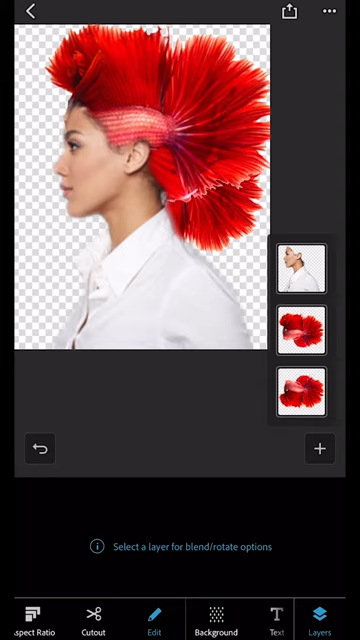 Select a layer for blend/rotate options
spect Ratio
Cutout
Edit
Background
Text
Layers